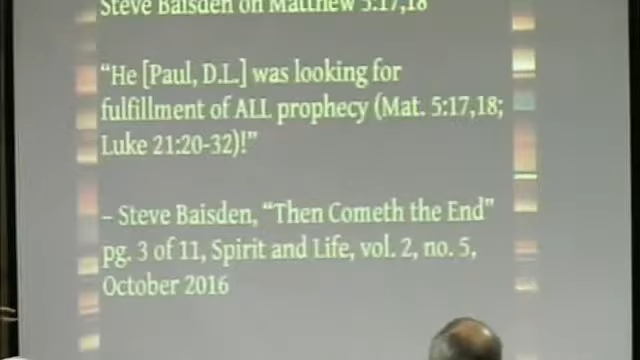 Steve Baisden on Matthew 5:17,18
“He [Paul, D.L.] was looking for
fulfillment of ALL prophecy (Mat. 5:17,18;
Luke 21:20-32)!”
– Steve Baisden, “Then Cometh the End”
pg. 3 of 11, Spirit and Life, vol. 2, no. 5,
October 2016